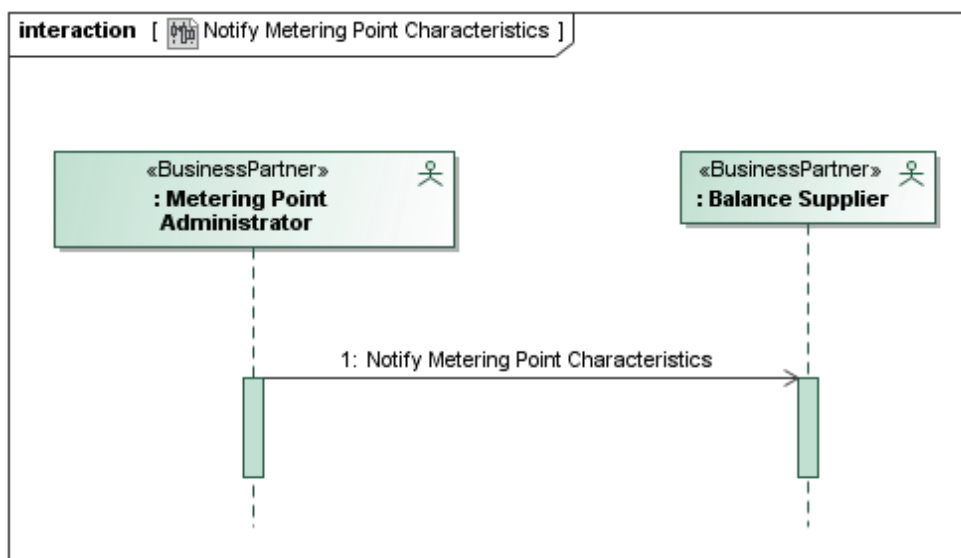 interaction [ Notify Metering Point Characteristics ]
«BusinessPartner»
: Metering Point
Administrator
«BusinessPartner»
: Balance Supplier
1: Notify Metering Point Characteristics